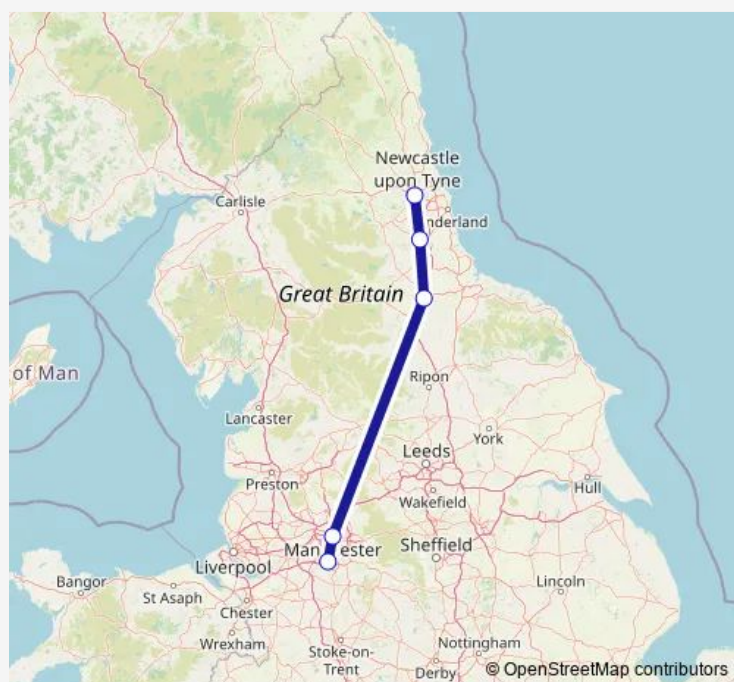 Newcastle
upon Tyne
Carlisle
nderland
Great Britain
of Man
Ripon
Lancaster
York
Leeds
Preston
Hull
Wakefield
Man
ester
Sheffield
Liverpool
Bangor
St Asaph
Lincoln
Chester
Wrexham
Stoke-on-
Trent
Nottingham
Derby
© OpenStreetMap contributors